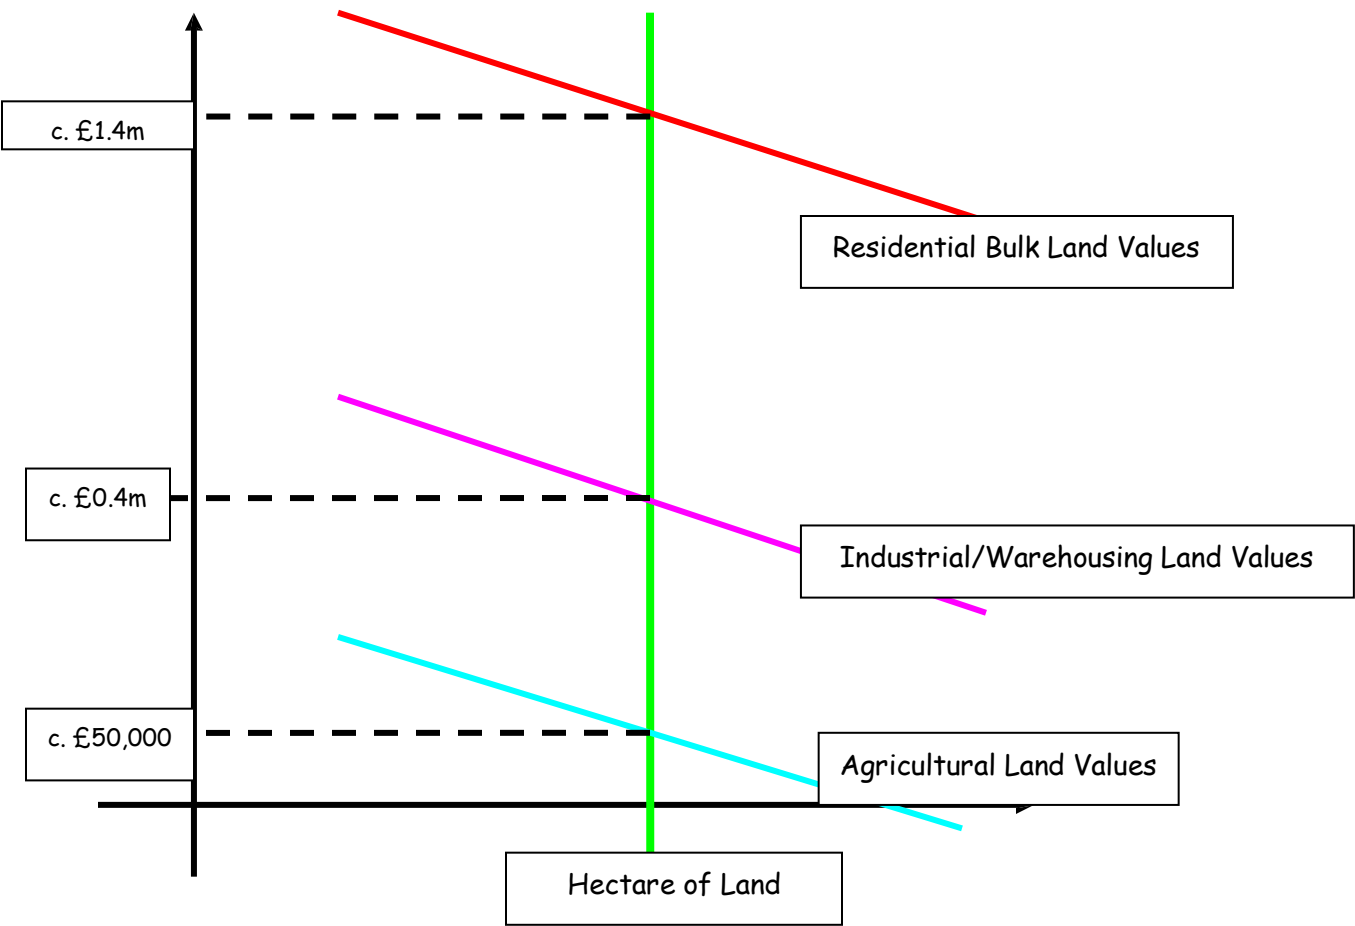 c. £1.4m
Residential Bulk Land Values
c. £0.4m
Industrial/Warehousing Land Values
c. £50,000
Agricultural Land Values
Hectare of Land